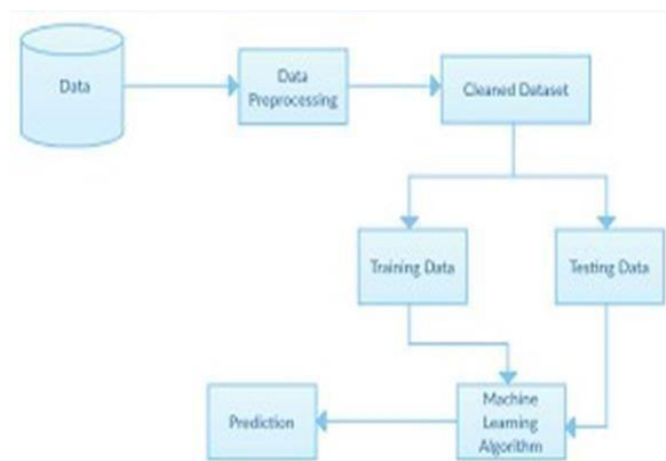 Data
Data
Preprocessing
Cleaned Dataset
Training Data
Testing Data
Machine
Learning
Algorithm
Prediction